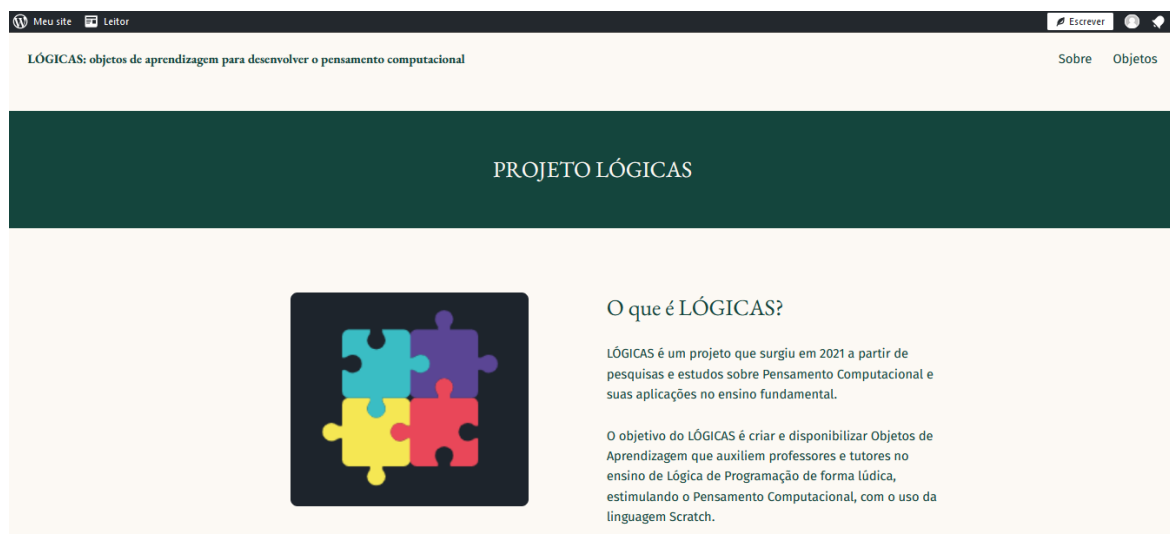 Meu site Leitor Escrever
LÓGICAS: objetos de aprendizagem para desenvolver o pensamento computacional Sobre Objetos
PROJETO LÓGICAS
O que é LÓGICAS?
LÓGICAS é um projeto que surgiu em 2021 a partir de
pesquisas e estudos sobre Pensamento Computacional e
suas aplicações no ensino fundamental.
O objetivo do LÓGICAS é criar e disponibilizar Objetos de
Aprendizagem que auxiliem professores e tutores no
ensino de Lógica de Programação de forma lúdica,
estimulando o Pensamento Computacional, com o uso da
linguagem Scratch.